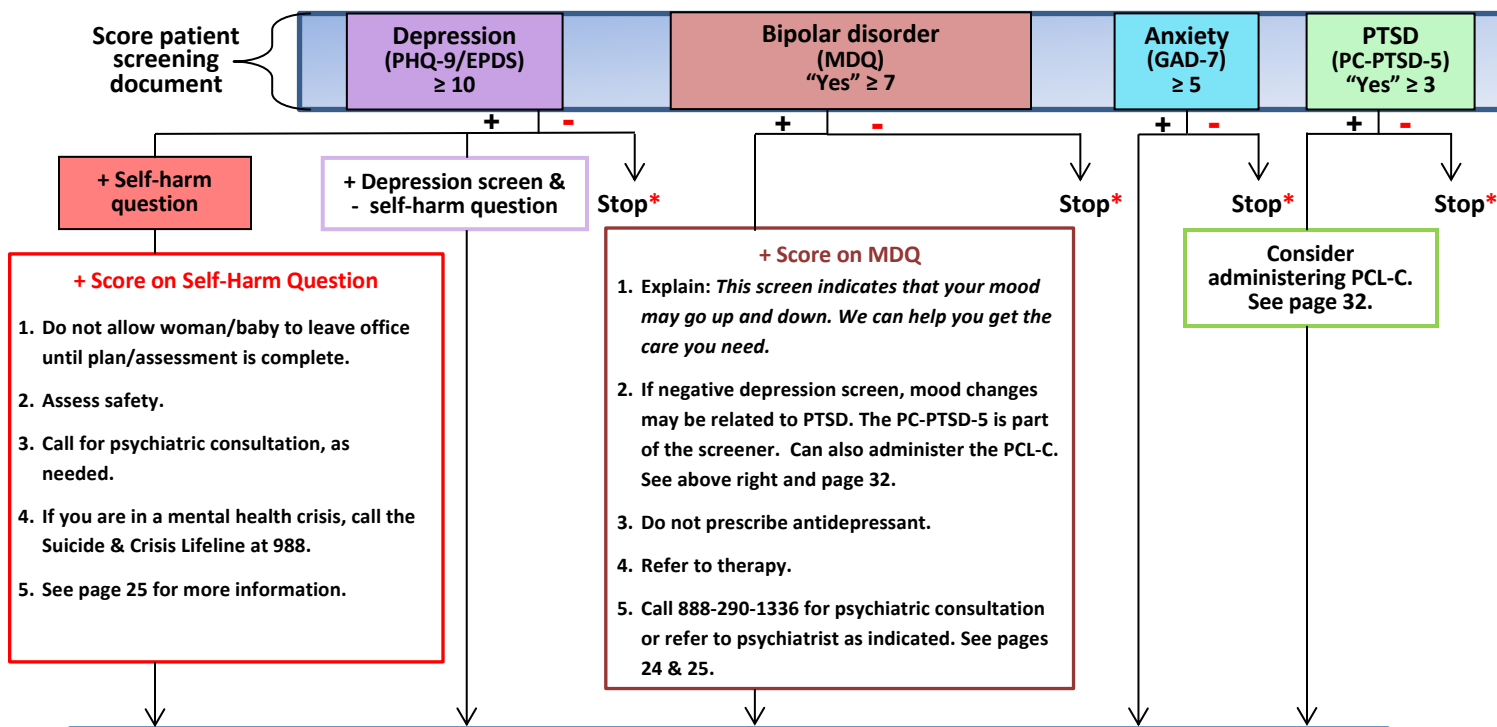 Score patient
screening
document
Depression
(PHQ-9/EPDS)
≥ 10
Bipolar disorder
(MDQ)
“Yes” ≥ 7
Anxiety
(GAD-7)
≥ 5
PTSD
(PC-PTSD-5)
“Yes” ≥ 3
+ -
+ -
+ -
+ -
+ Self-harm
question
+ Depression screen &
- self-harm question
Stop*
Stop*
Stop*
Stop*
+ Score on Self-Harm Question
1. Do not allow woman/baby to leave office
until plan/assessment is complete.
2. Assess safety.
3. Call for psychiatric consultation, as
needed.
4. If you are in a mental health crisis, call the
Suicide & Crisis Lifeline at 988.
5. See page 25 for more information.
+ Score on MDQ
1. Explain: This screen indicates that your mood
may go up and down. We can help you get the
care you need.
2. If negative depression screen, mood changes
may be related to PTSD. The PC-PTSD-5 is part
of the screener. Can also administer the PCL-C.
See above right and page 32.
3. Do not prescribe antidepressant.
4. Refer to therapy.
5. Call 888-290-1336 for psychiatric consultation
or refer to psychiatrist as indicated. See pages
24 & 25.
Consider
administering PCL-C.
See page 32.